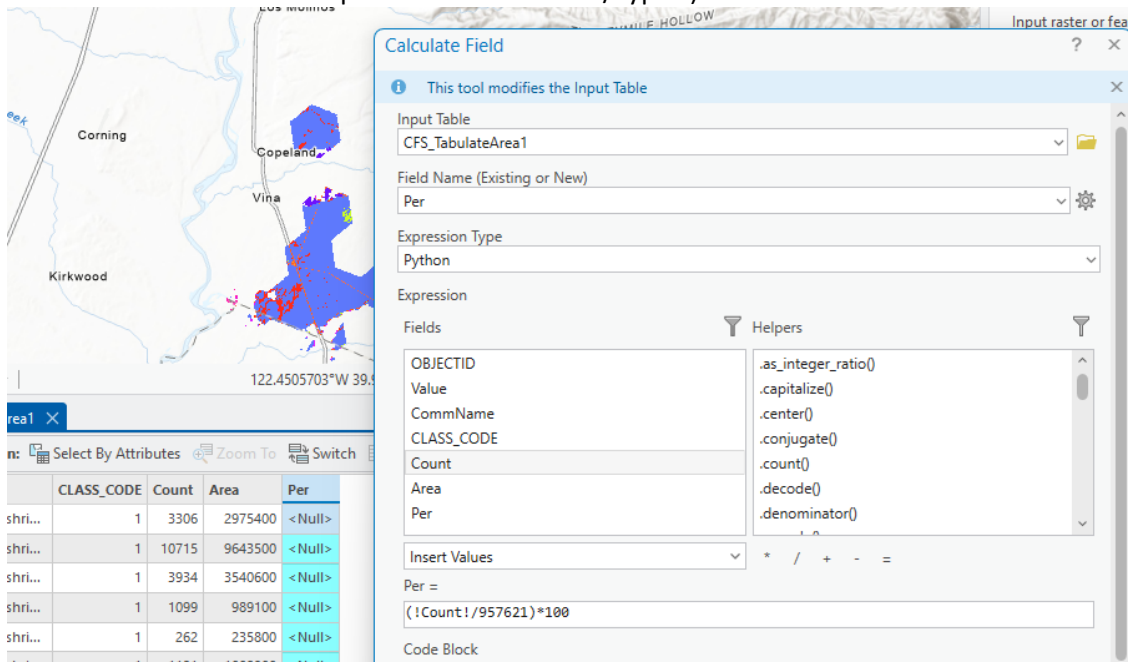 Los Molinos
HOLLOW
Input raster or fea
Calculate Field
?
This tool modifies the Input Table
Input Table
CFS_TabulateArea1
Field Name (Existing or New)
Per
Expression Type
Python
Expression
Fields
Helpers
OBJECTID
Value
CommName
CLASS_CODE
Count
Area
Per
.as_integer_ratio()
.capitalize()
.center()
.conjugate()
.count()
.decode()
.denominator()
Insert Values
* / + - =
Per =
(!Count!/957621)*100
Code Block
eek
Corning
Copeland
Vina
Kirkwood
122.4505703°W 39.9
rea1
n: Select By Attributes Zoom To Switch
CLASS_CODE Count Area Per
shri... 1 3306 2975400 <Null>
shri... 1 10715 9643500 <Null>
shri... 1 3934 3540600 <Null>
shri... 1 1099 989100 <Null>
shri... 1 262 235800 <Null>